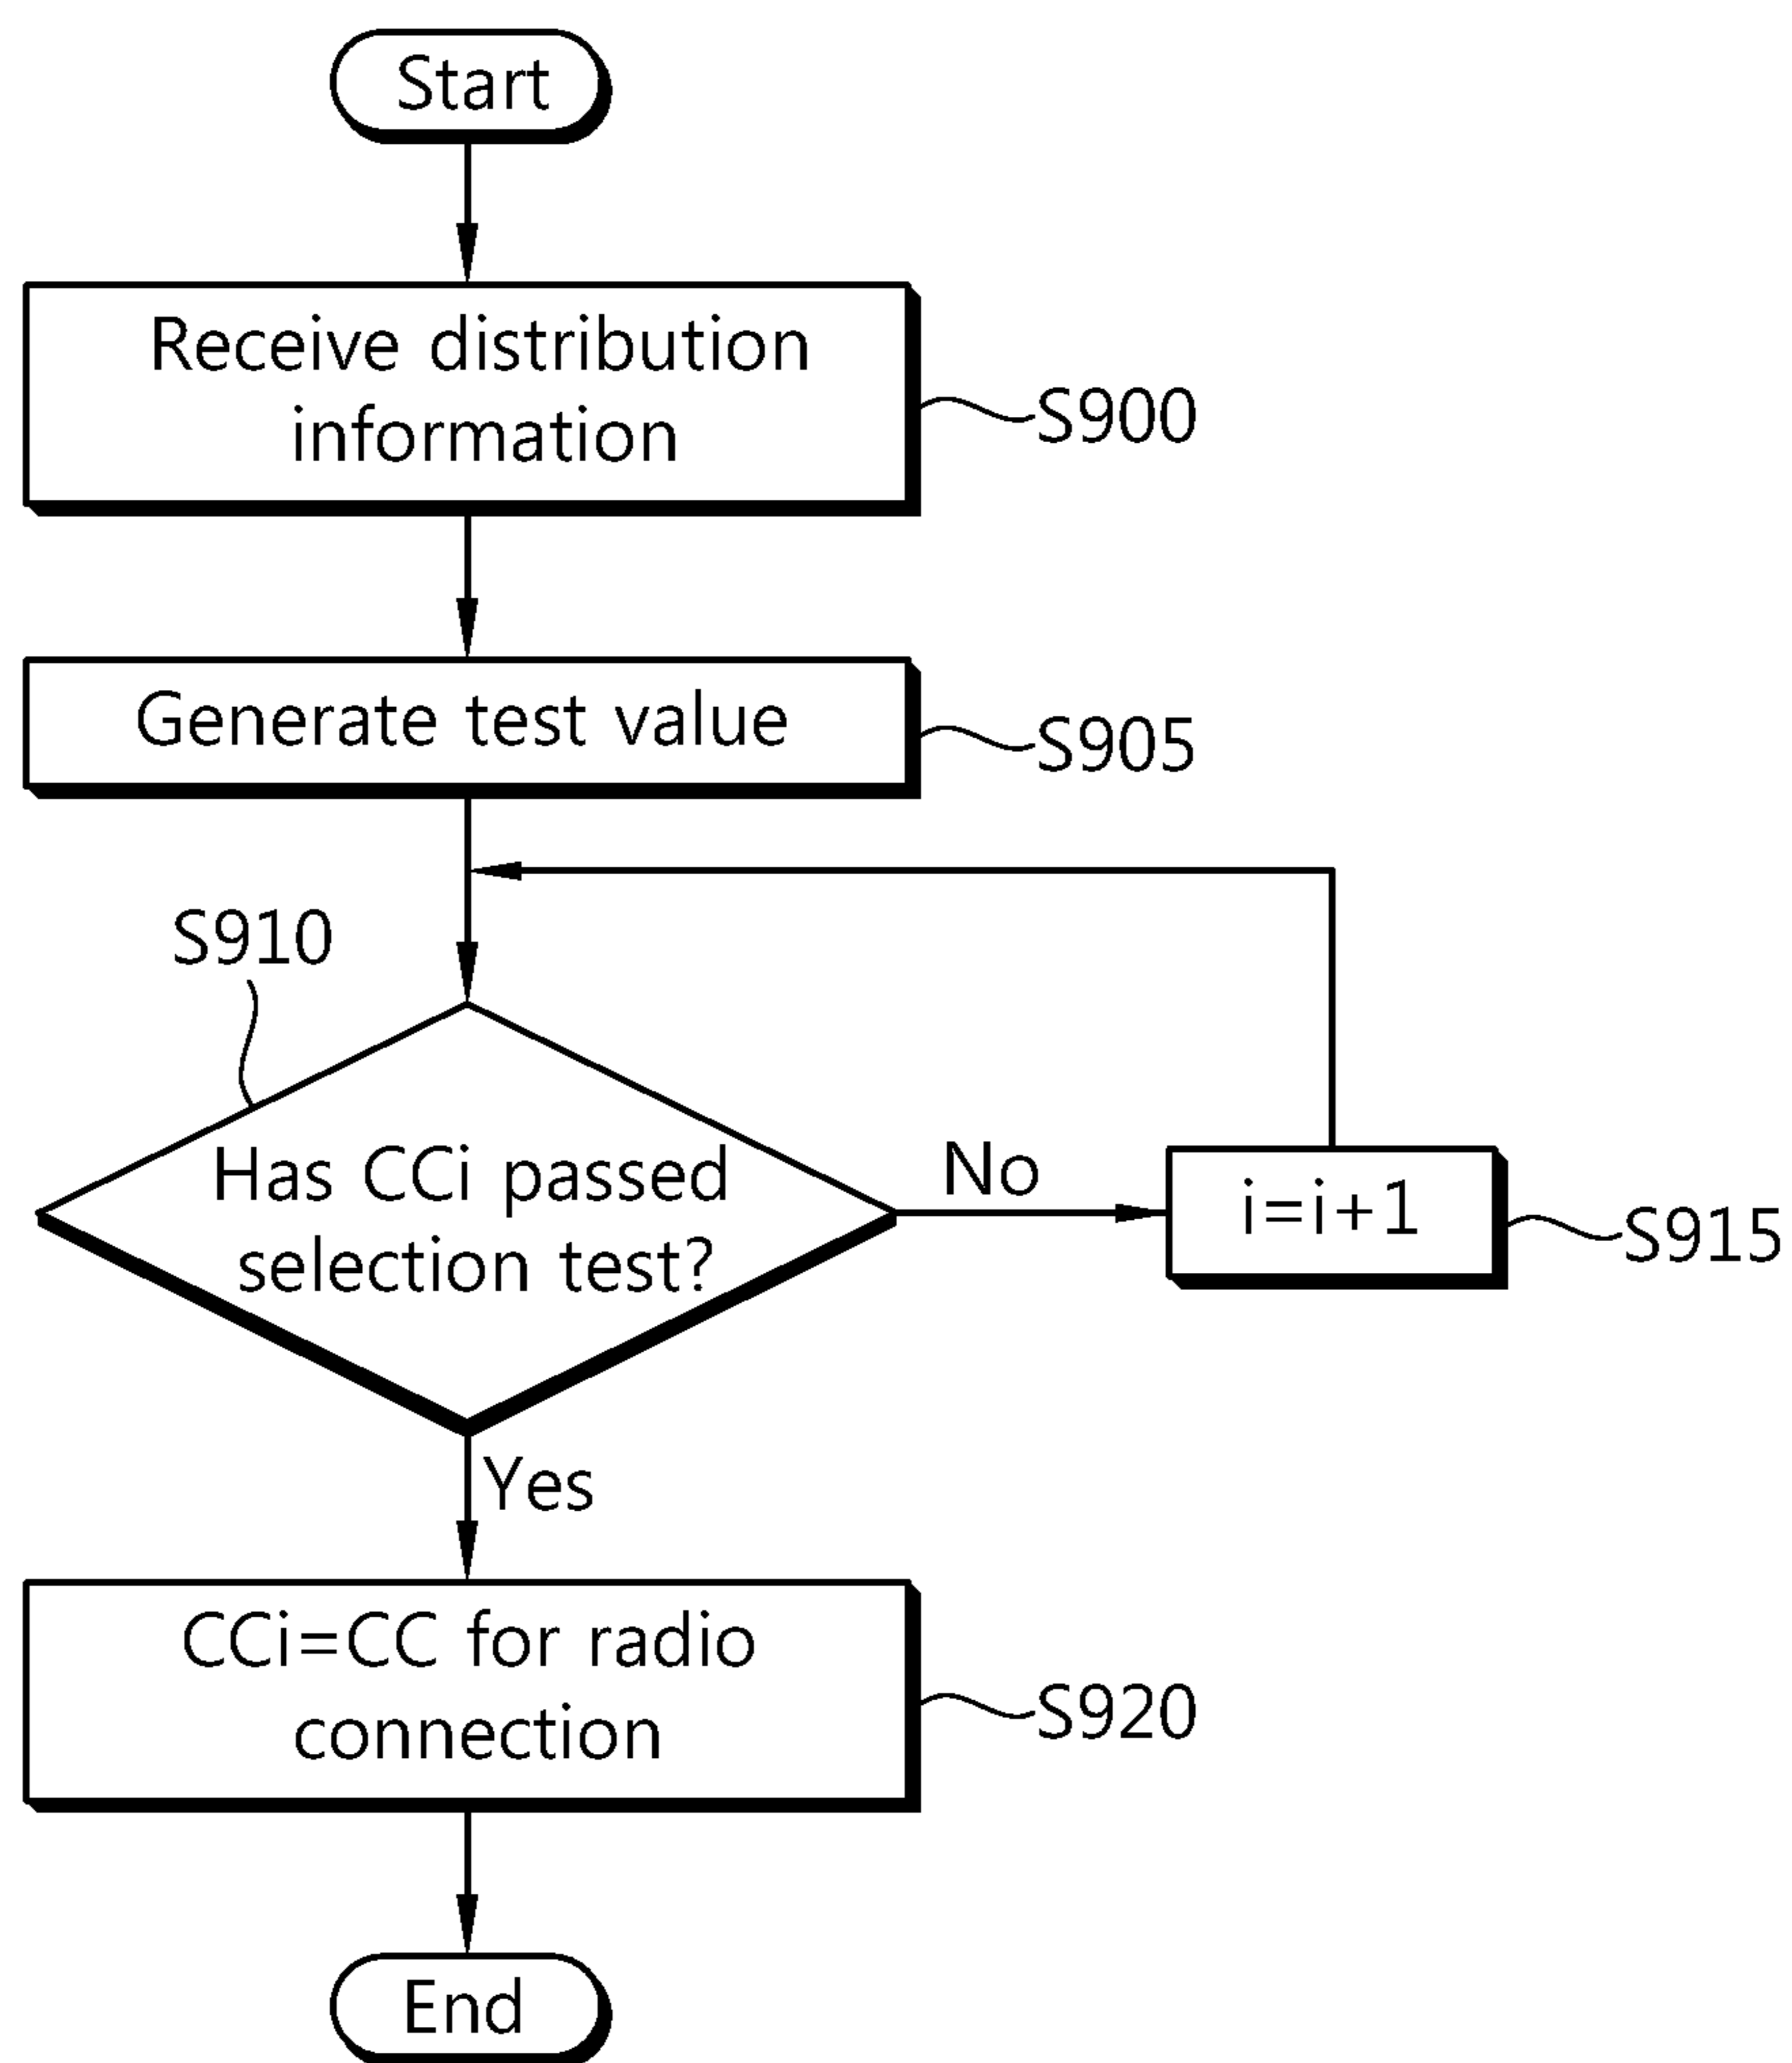 Start
Receive distribution
information
S900
Generate test value
S905
S910
Has CCi passed
selection test?
No
i=i+1
S915
Yes
CCi=CC for radio
connection
S920
End